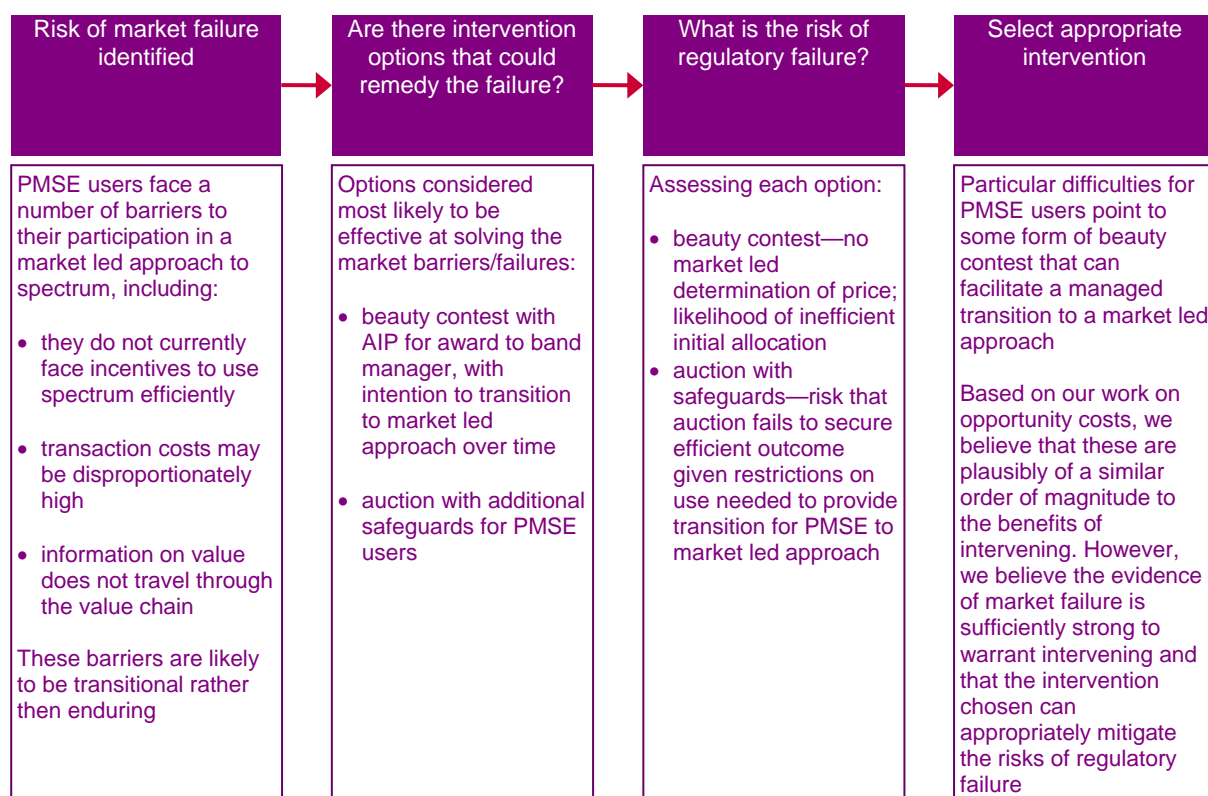 Risk of market failure
identified
Are there intervention
options that could
remedy the failure?
What is the risk of
regulatory failure?
Select appropriate
intervention
PMSE users face a
number of barriers to
their participation in a
market led approach to
spectrum, including:
• they do not currently
face incentives to use
spectrum efficiently
• transaction costs may
be disproportionately
high
• information on value
does not travel through
the value chain
These barriers are likely
to be transitional rather
then enduring
Options considered
most likely to be
effective at solving the
market barriers/failures:
• beauty contest with
AIP for award to band
manager, with
intention to transition
to market led
approach over time
• auction with additional
safeguards for PMSE
users
Assessing each option:
• beauty contest—no
market led
determination of price;
likelihood of inefficient
initial allocation
• auction with
safeguards—risk that
auction fails to secure
efficient outcome
given restrictions on
use needed to provide
transition for PMSE to
market led approach
Particular difficulties for
PMSE users point to
some form of beauty
contest that can
facilitate a managed
transition to a market led
approach
Based on our work on
opportunity costs, we
believe that these are
plausibly of a similar
order of magnitude to
the benefits of
intervening. However,
we believe the evidence
of market failure is
sufficiently strong to
warrant intervening and
that the intervention
chosen can
appropriately mitigate
the risks of regulatory
failure